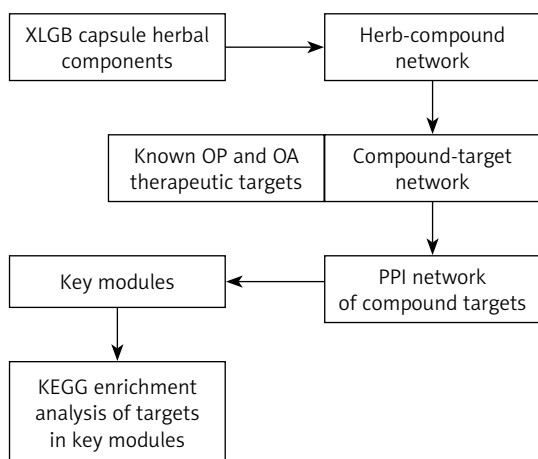 XLGB capsule herbal
components
Herb-compound
network
Known OP and OA
therapeutic targets
Compound-target
network
PPI network
of compound targets
Key modules
KEGG enrichment
analysis of targets
in key modules